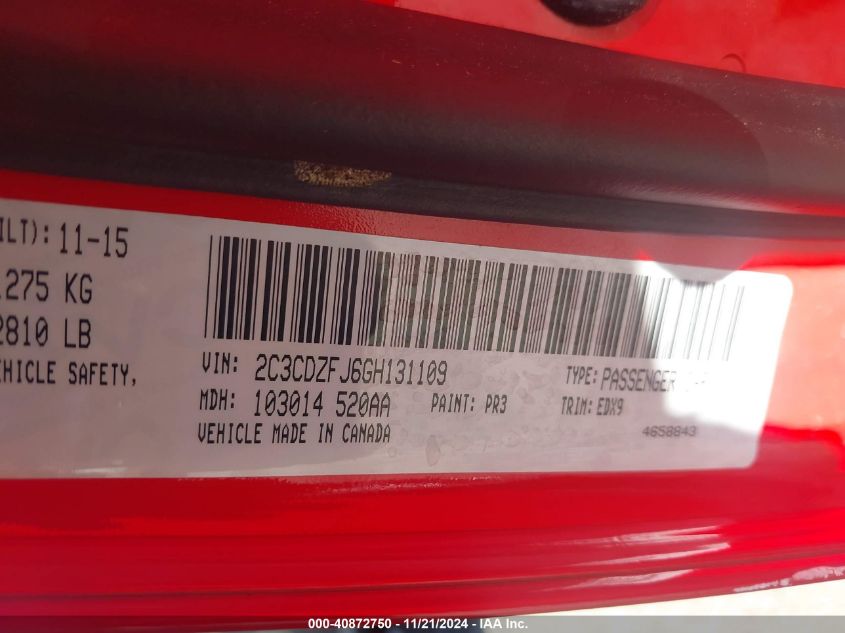 ILT): 11-15
275 KG
2810 LB
EHICLE SAFETY,
VIN: 2C3CDZFJ6GH131109
TYPE: PASSENGER
MDH: 103014 520AA
PAINT: PR3
TRIM: EDX9
VEHICLE MADE IN CANADA
4658843
000-40872750 - 11/21/2024 - IAA Inc.